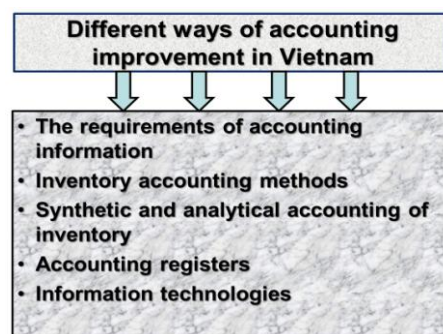 Different ways of accounting
improvement in Vietnam
• The requirements of accounting
information
• Inventory accounting methods
• Synthetic and analytical accounting of
inventory
• Accounting registers
• Information technologies